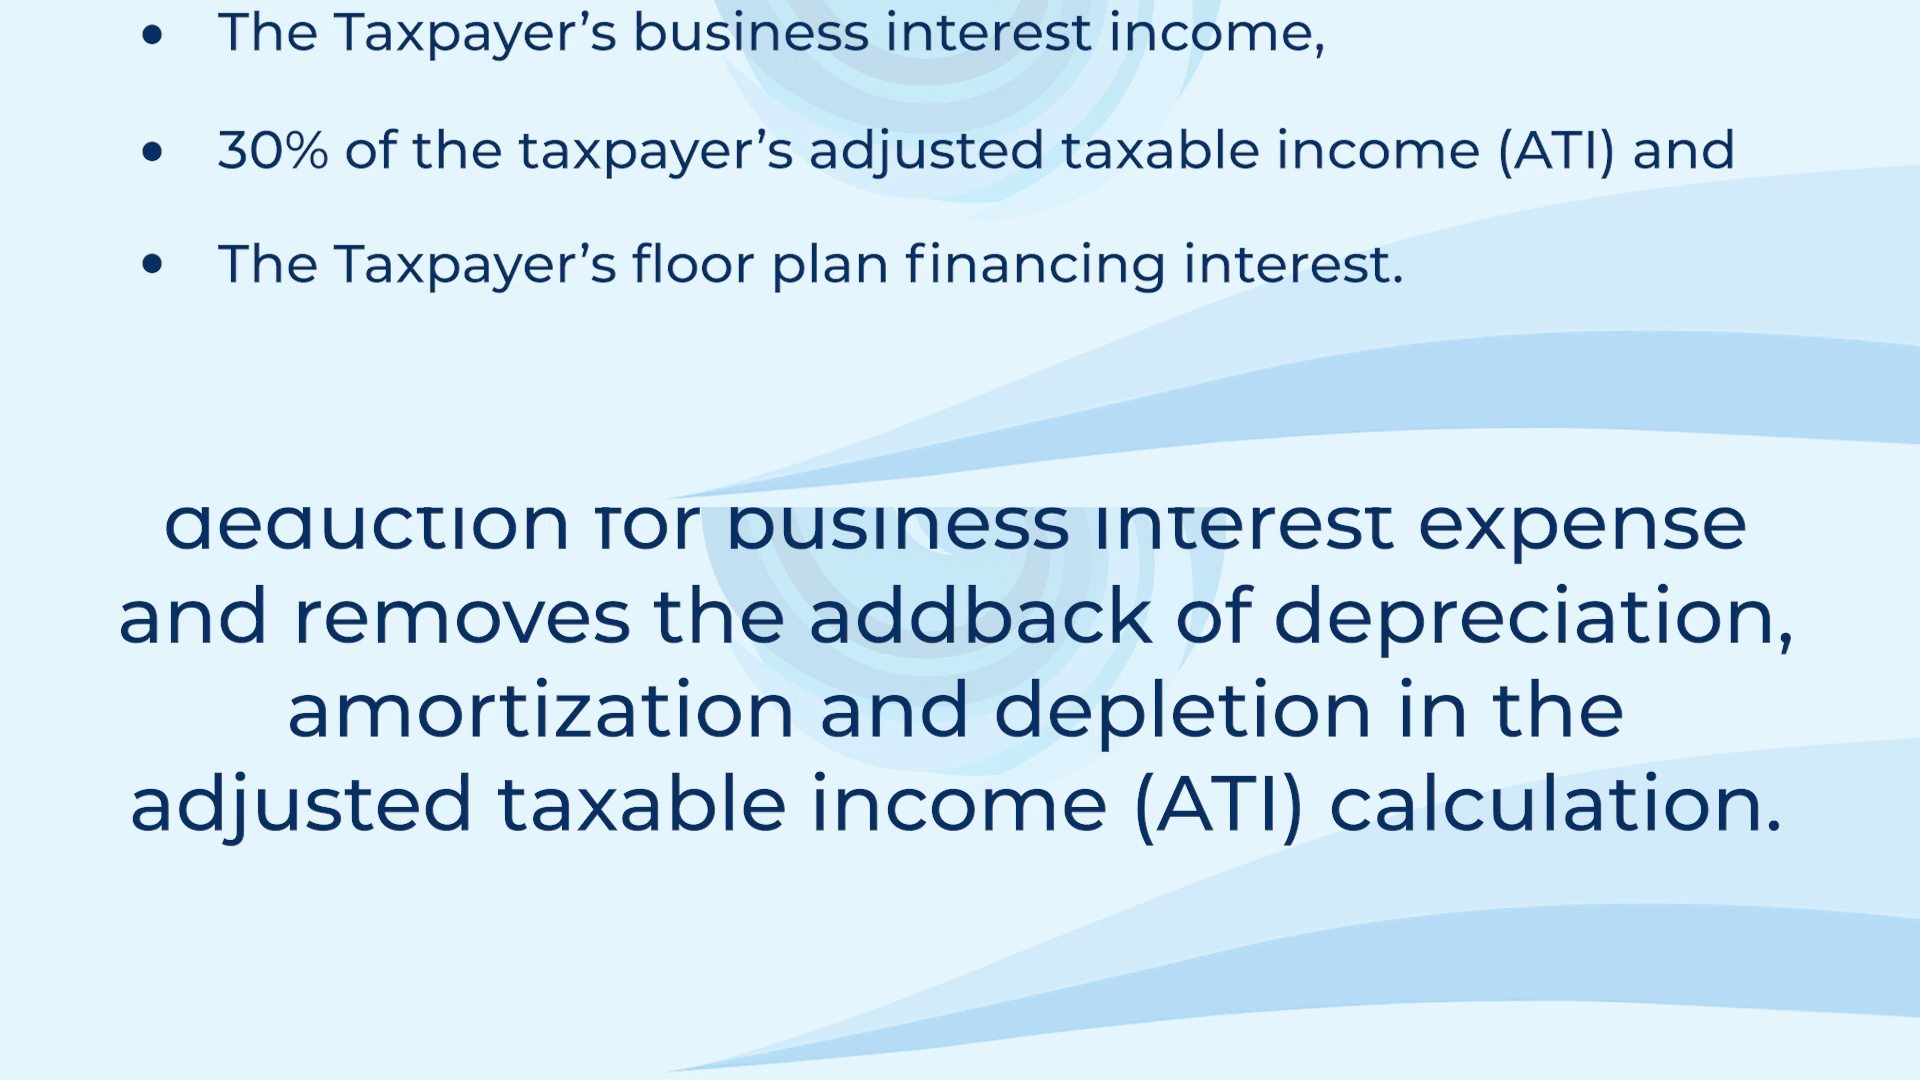 • The Taxpayer’s business interest income,
• 30% of the taxpayer’s adjusted taxable income (ATI) and
• The Taxpayer’s floor plan financing interest.
deduction for business interest expense
and removes the addback of depreciation,
amortization and depletion in the
adjusted taxable income (ATI) calculation.